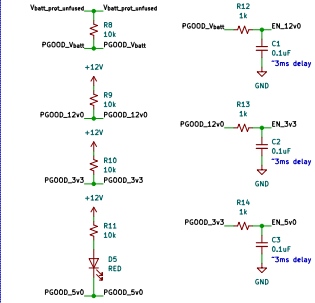 Vbatt_prot_unfused Vbatt_prot_unfused
R8
10k
PGOOD_Vbatt PGOOD_Vbatt
+12V
R9
10k
PGOOD_12v0 PGOOD_12v0
+12V
R10
10k
PGOOD_3v3 PGOOD_3v3
+12V
R11
10k
D5
RED
PGOOD_5v0 PGOOD_5v0
R12
1k
PGOOD_Vbatt EN_12v0
C1
0.1uF
~3ms delay
GND
R13
1k
PGOOD_12v0 EN_3v3
C2
0.1uF
~3ms delay
GND
R14
1k
PGOOD_3v3 EN_5v0
C3
0.1uF
~3ms delay
GND